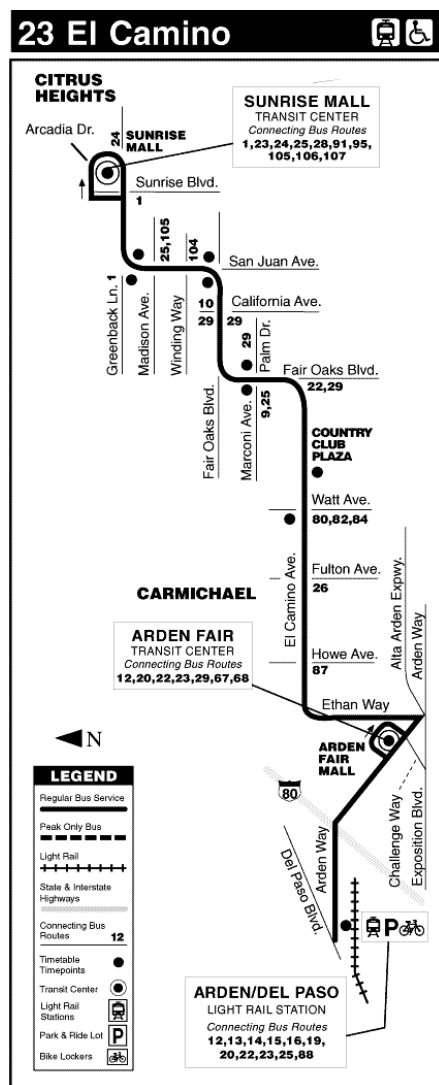 23 El Camino
CITRUS
HEIGHTS
SUNRISE MALL
TRANSIT CENTER
Connecting Bus Routes
1,23,24,25,28,91,95,
105,106,107
Arcadia Dr.
24
SUNRISE
MALL
Sunrise Blvd.
1
25,105
104
San Juan Ave.
Greenback Ln. 1
Madison Ave.
Winding Way
10
29
California Ave.
29
29
Palm Dr.
Fair Oaks Blvd.
22,29
Fair Oaks Blvd.
Marconi Ave.
9,25
COUNTRY
CLUB
PLAZA
Watt Ave.
80,82,84
El Camino Ave.
Fulton Ave.
26
CARMICHAEL
Alta Arden Expwy.
Arden Way
ARDEN FAIR
TRANSIT CENTER
Connecting Bus Routes
12,20,22,23,29,67,68
Howe Ave.
87
Ethan Way
N
ARDEN
FAIR
MALL
80
Challenge Way
Exposition Blvd.
Arden Way
Del Paso Blvd.
P
ARDEN/DEL PASO
LIGHT RAIL STATION
Connecting Bus Routes
12,13,14,15,16,19,
20,22,23,25,88
LEGEND
Regular Bus Service
Peak Only Bus
Light Rail
State & Interstate
Highways
Connecting Bus
Routes 12
Timetable
Timepoints
Transit Center
Light Rail
Stations
Park & Ride Lot P
Bike Lockers